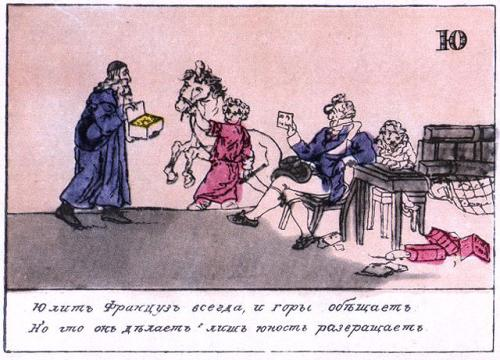 Ю
Юлитъ Французъ всегда, и горы обѣщаетъ
Но что онъ дѣлаетъ? лишь юность развращаетъ